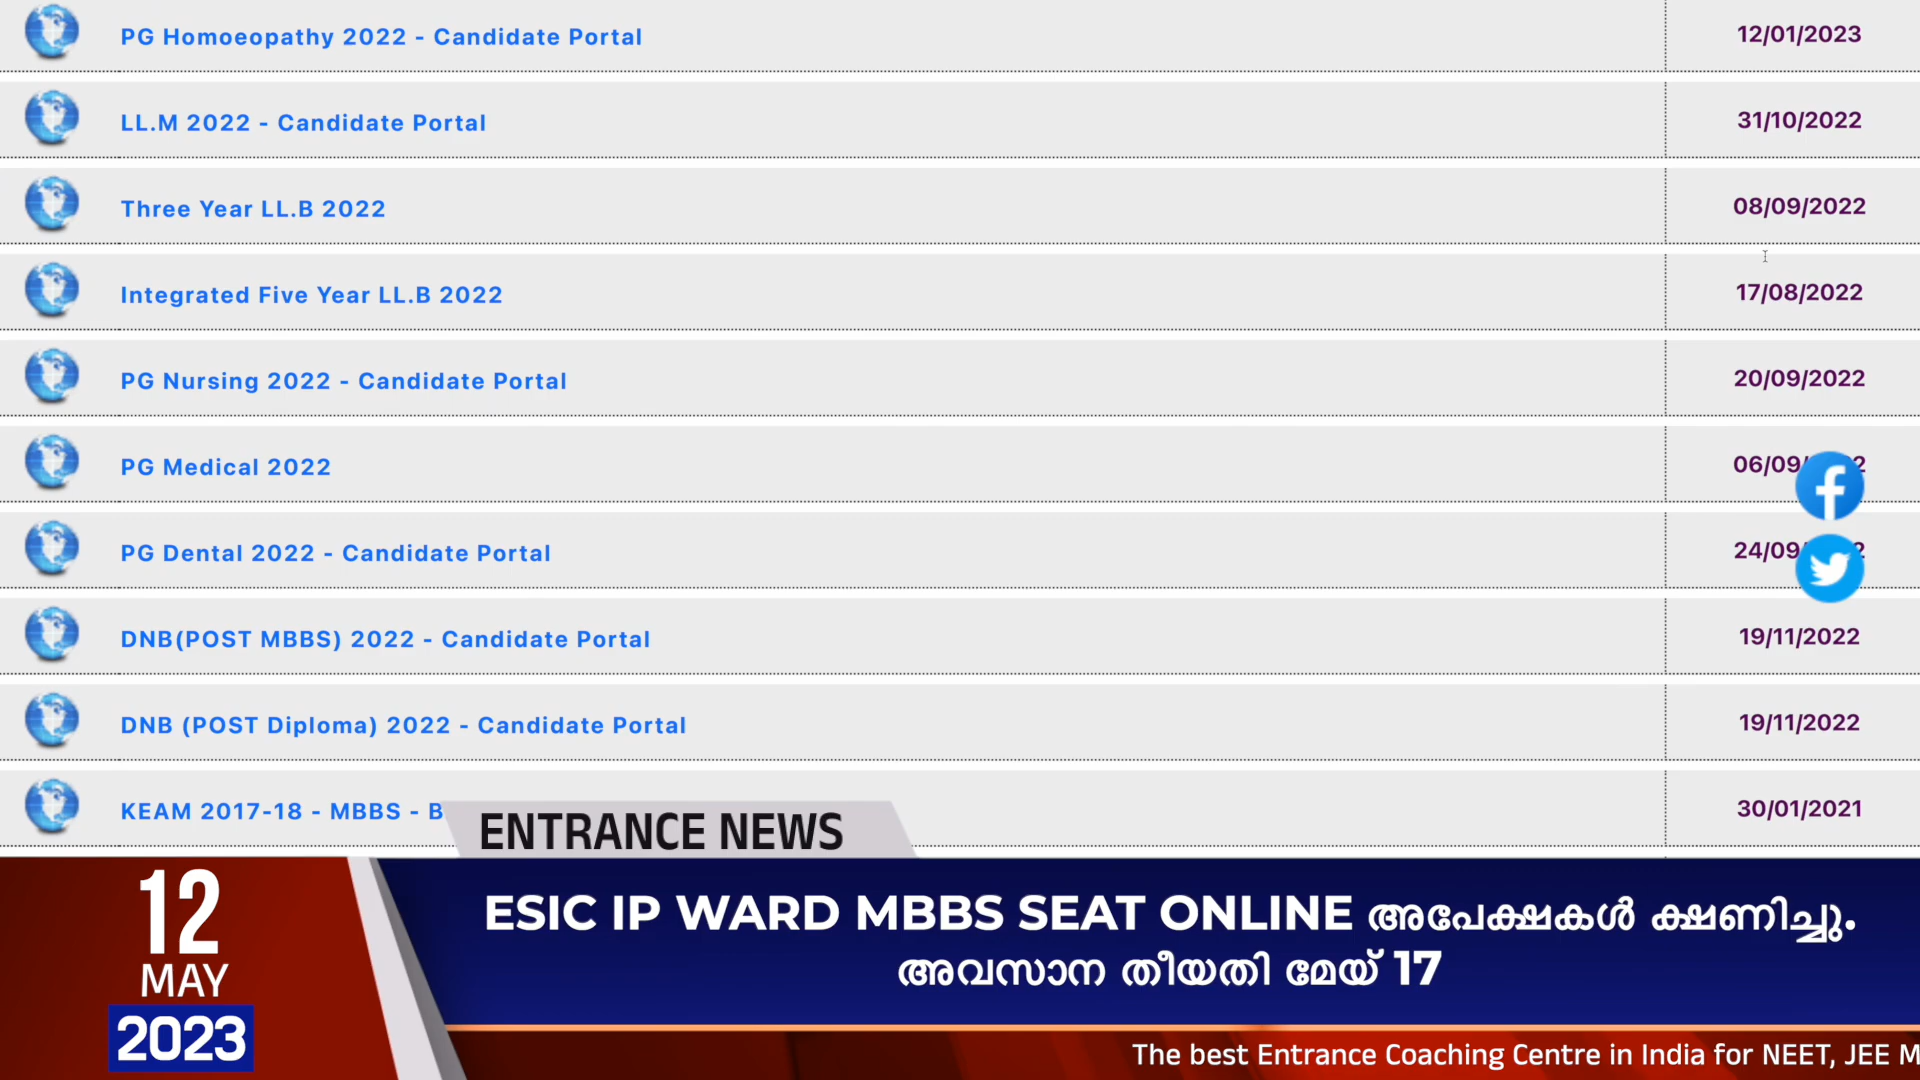 PG Homoeopathy 2022 - Candidate Portal 12/01/2023
LL.M 2022 - Candidate Portal 31/10/2022
Three Year LL.B 2022 08/09/2022
Integrated Five Year LL.B 2022 17/08/2022
PG Nursing 2022 - Candidate Portal 20/09/2022
PG Medical 2022 06/09/
PG Dental 2022 - Candidate Portal 24/09
DNB(POST MBBS) 2022 - Candidate Portal 19/11/2022
DNB (POST Diploma) 2022 - Candidate Portal 19/11/2022
KEAM 2017-18 - MBBS - B 30/01/2021
ENTRANCE NEWS
12
MAY
2023
ESIC IP WARD MBBS SEAT ONLINE അപേക്ഷകൾ ക്ഷണിച്ചു.
അവസാന തീയതി മേയ് 17
The best Entrance Coaching Centre in India for NEET, JEE M